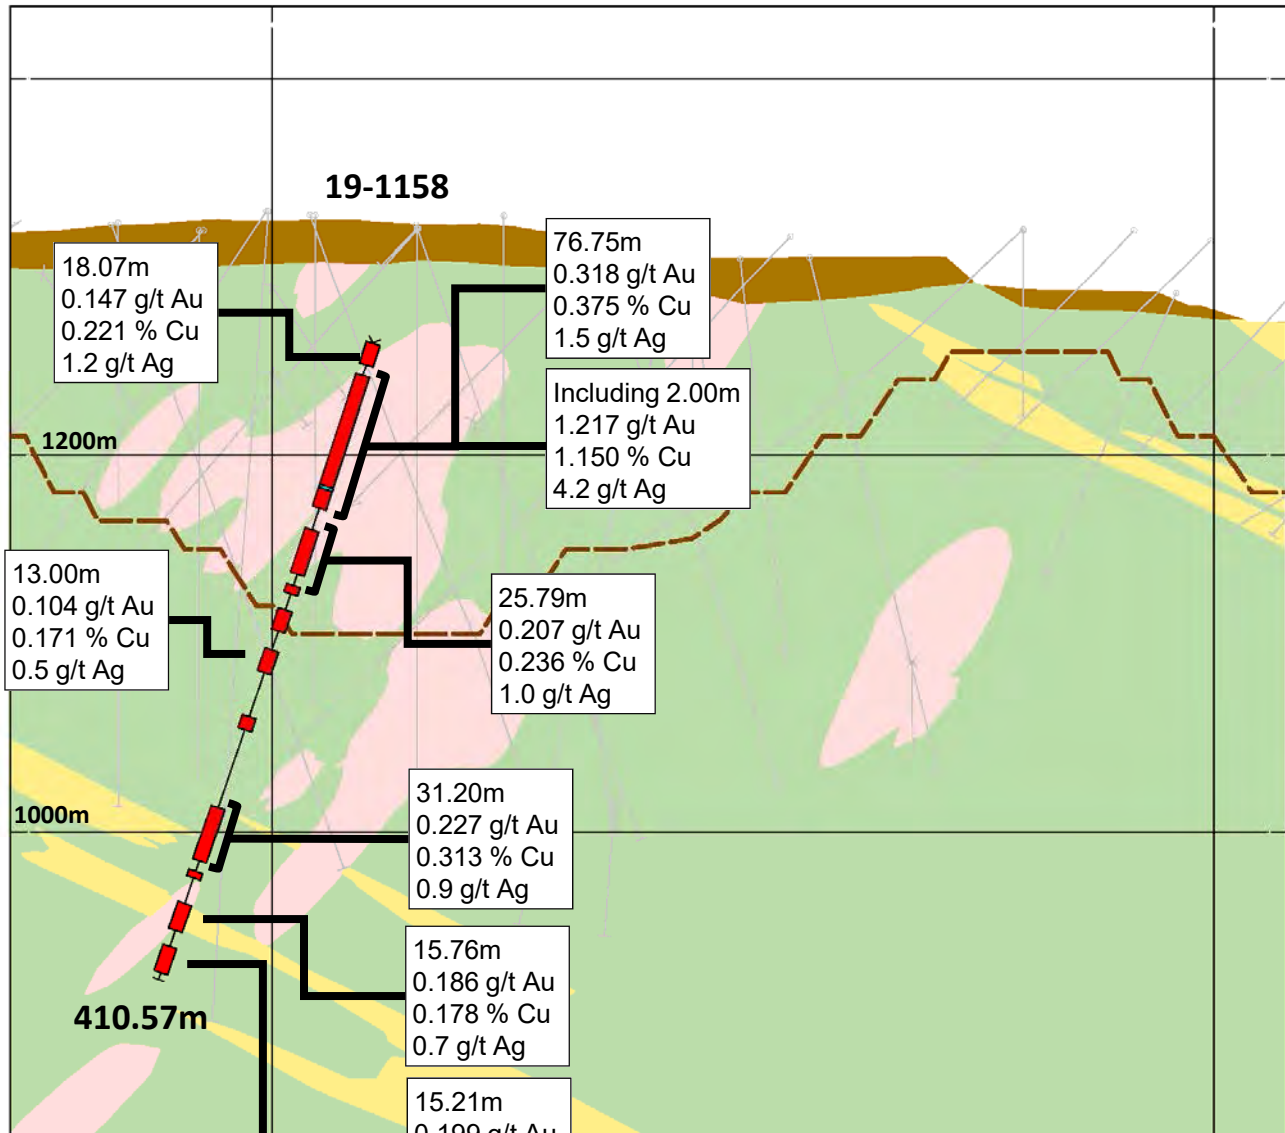 19-1158
18.07m
0.147 g/t Au
0.221 % Cu
1.2 g/t Ag
76.75m
0.318 g/t Au
0.375 % Cu
1.5 g/t Ag
Including 2.00m
1.217 g/t Au
1.150 % Cu
4.2 g/t Ag
1200m
13.00m
0.104 g/t Au
0.171 % Cu
0.5 g/t Ag
25.79m
0.207 g/t Au
0.236 % Cu
1.0 g/t Ag
1000m
31.20m
0.227 g/t Au
0.313 % Cu
0.9 g/t Ag
15.76m
0.186 g/t Au
0.178 % Cu
0.7 g/t Ag
410.57m
15.21m
0.199 g/t Au